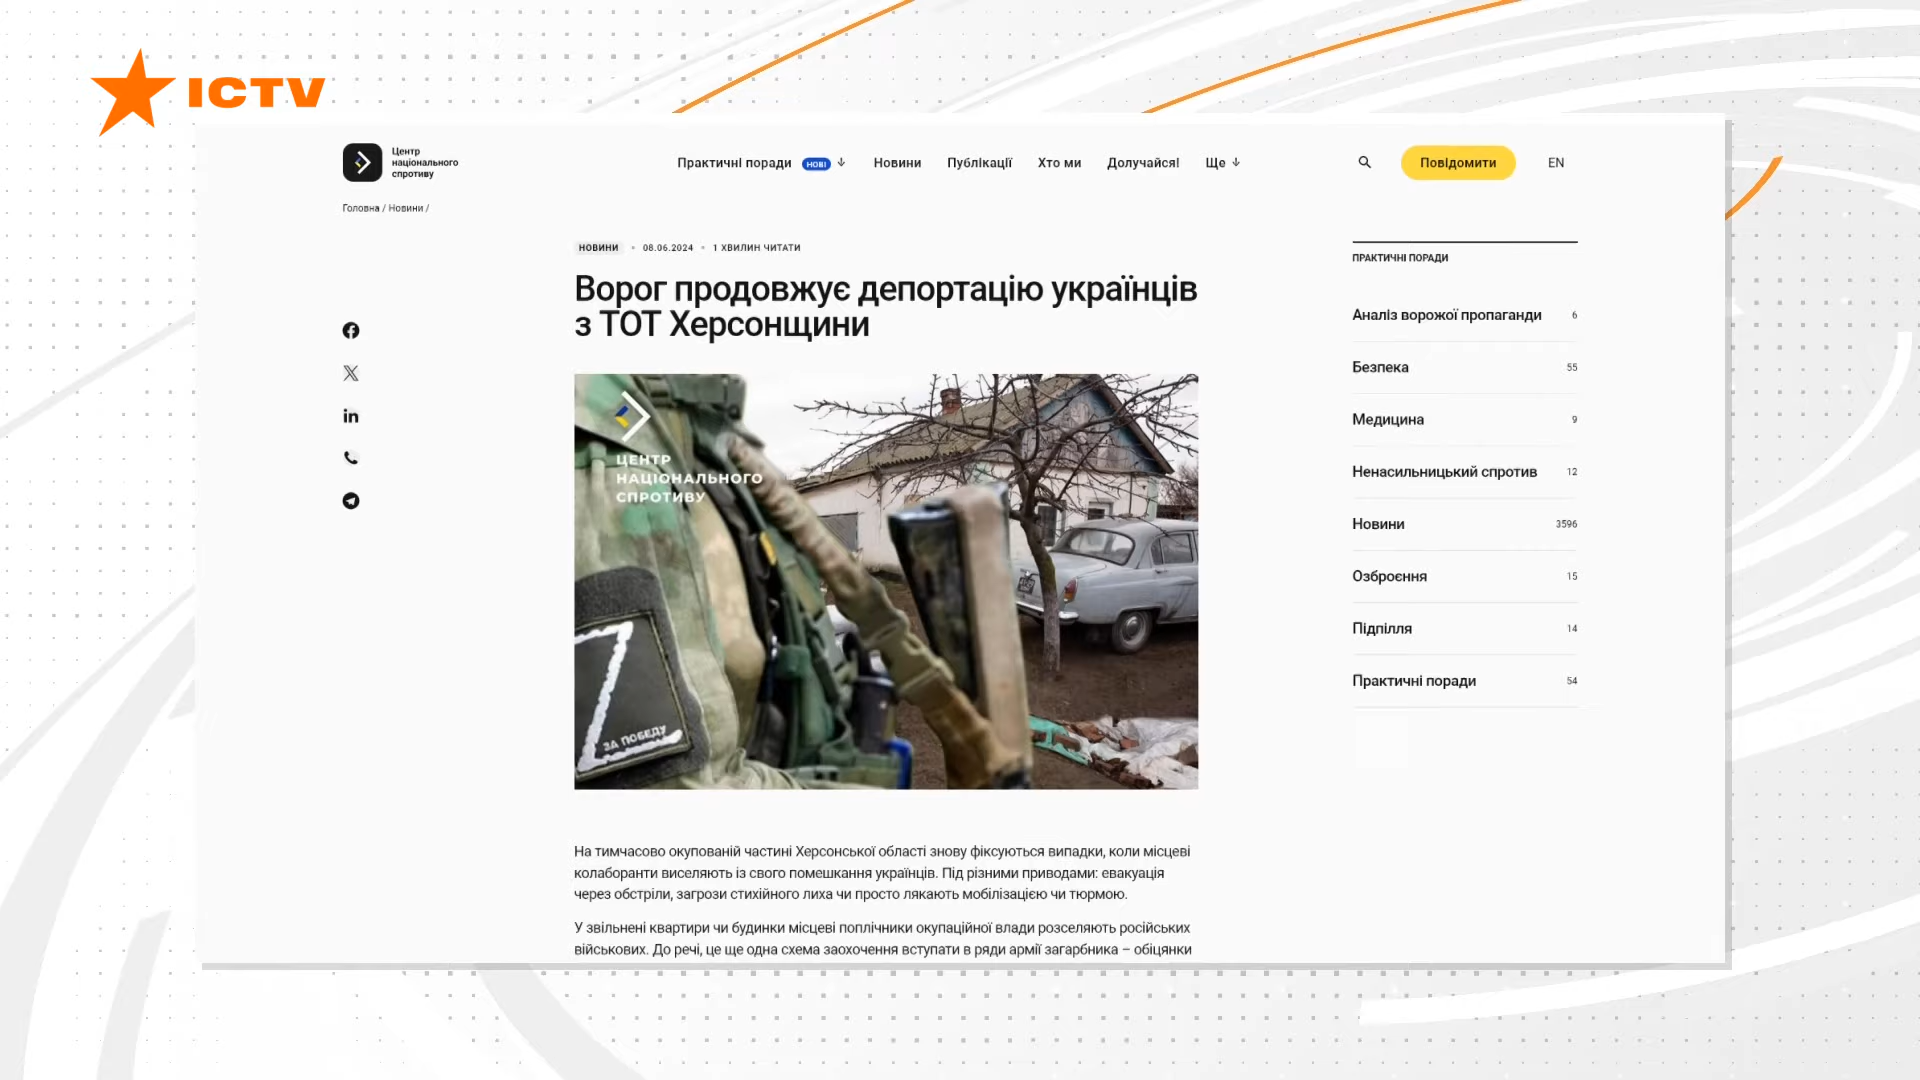 ICTV
Центр
національного
спротиву
Практичні поради НОВІ
Новини
Публікації
Хто ми
Долучайся!
Ще
Повідомити
EN
Головна / Новини /
НОВИНИ • 08.06.2024 • 1 ХВИЛИН ЧИТАТИ
Ворог продовжує депортацію українців
з ТОТ Херсонщини
ЦЕНТР
НАЦІОНАЛЬНОГО
СПРОТИВУ
Z
ЗА ПОБЕДУ
На тимчасово окупованій частині Херсонської області знову фіксуються випадки, коли місцеві
колаборанти виселяють із свого помешкання українців. Під різними приводами: евакуація
через обстріли, загрози стихійного лиха чи просто лякають мобілізацією чи тюрмою.
У звільнені квартири чи будинки місцеві поплічники окупаційної влади розселяють російських
військових. До речі, це ще одна схема заохочення вступати в ряди армії загарбника – обіцянки
ПРАКТИЧНІ ПОРАДИ
Аналіз ворожої пропаганди 6
Безпека 55
Медицина 9
Ненасильницький спротив 12
Новини 3596
Озброєння 15
Підпілля 14
Практичні поради 54